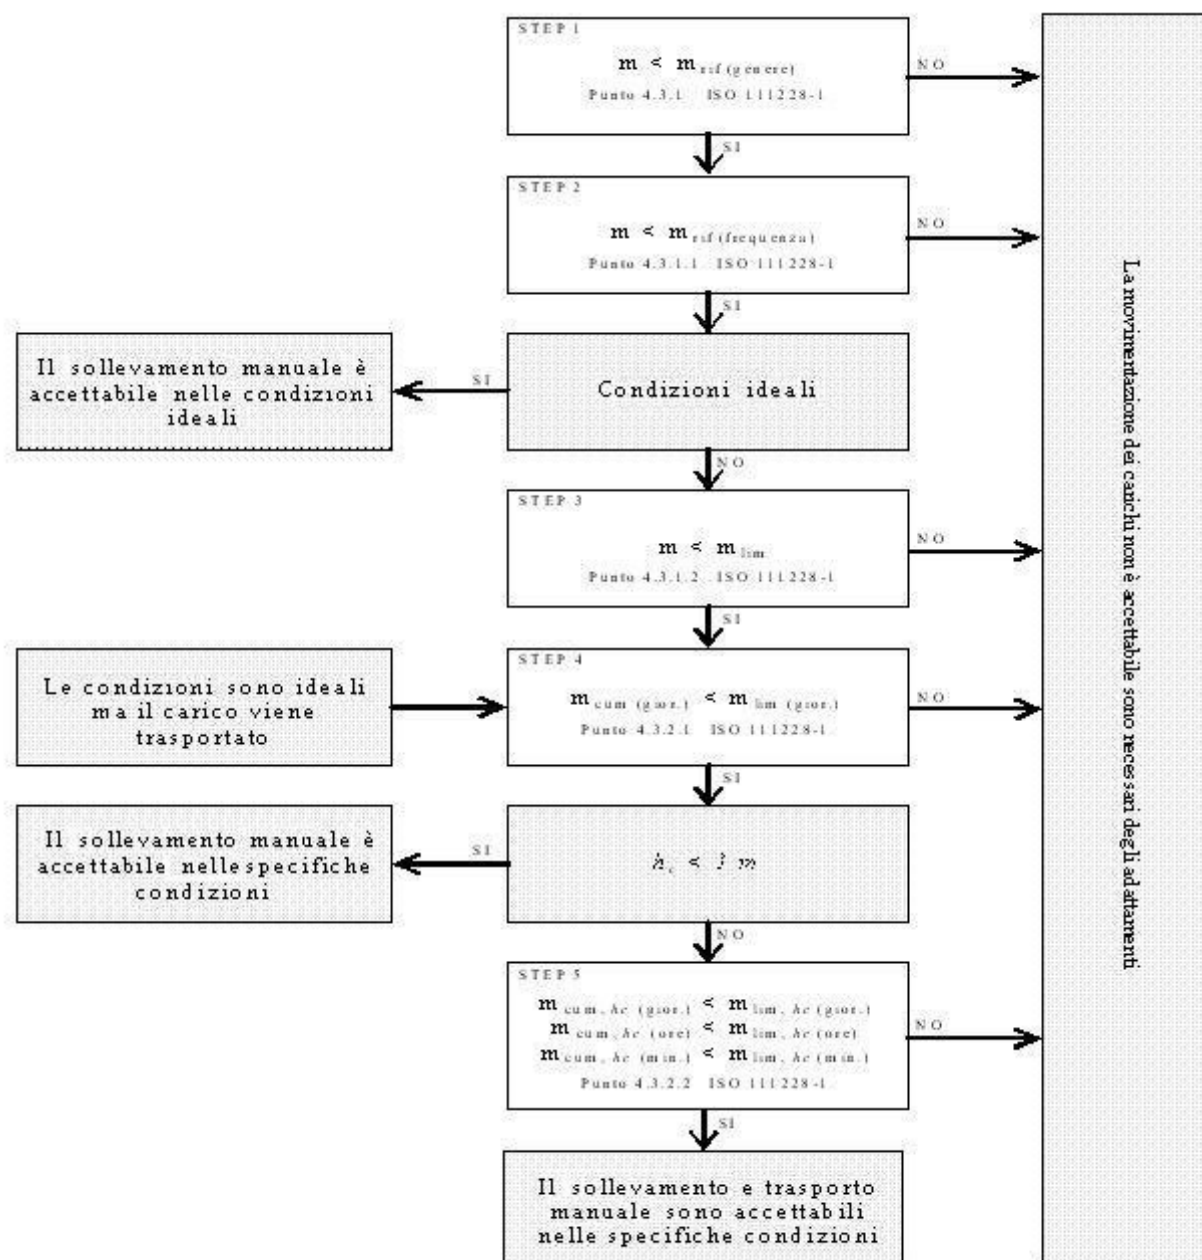 STEP 1
m < m rif (genere)
Punto 4.3.1 ISO 111228-1
NO
SI
STEP 2
m < m rif (frequenza)
Punto 4.3.1.1 ISO 111228-1
NO
SI
Il sollevamento manuale è
accettabile nelle condizioni
ideali
SI
Condizioni ideali
NO
STEP 3
m < m lim
Punto 4.3.1.2 ISO 111228-1
NO
SI
Le condizioni sono ideali
ma il carico viene
trasportato
STEP 4
m cum (gior.) < m lim (gior.)
Punto 4.3.2.1 ISO 111228-1
NO
SI
Il sollevamento manuale è
accettabile nelle specifiche
condizioni
SI
h c < 1 m
NO
STEP 5
m cum, hc (gior.) < m lim, hc (gior.)
m cum, hc (ore) < m lim, hc (ore)
m cum, hc (min.) < m lim, hc (min.)
Punto 4.3.2.2 ISO 111228-1
NO
SI
Il sollevamento e trasporto
manuale sono accettabili
nelle specifiche condizioni
La movimentazione dei carichi non è accettabile sono necessari degli adattamenti